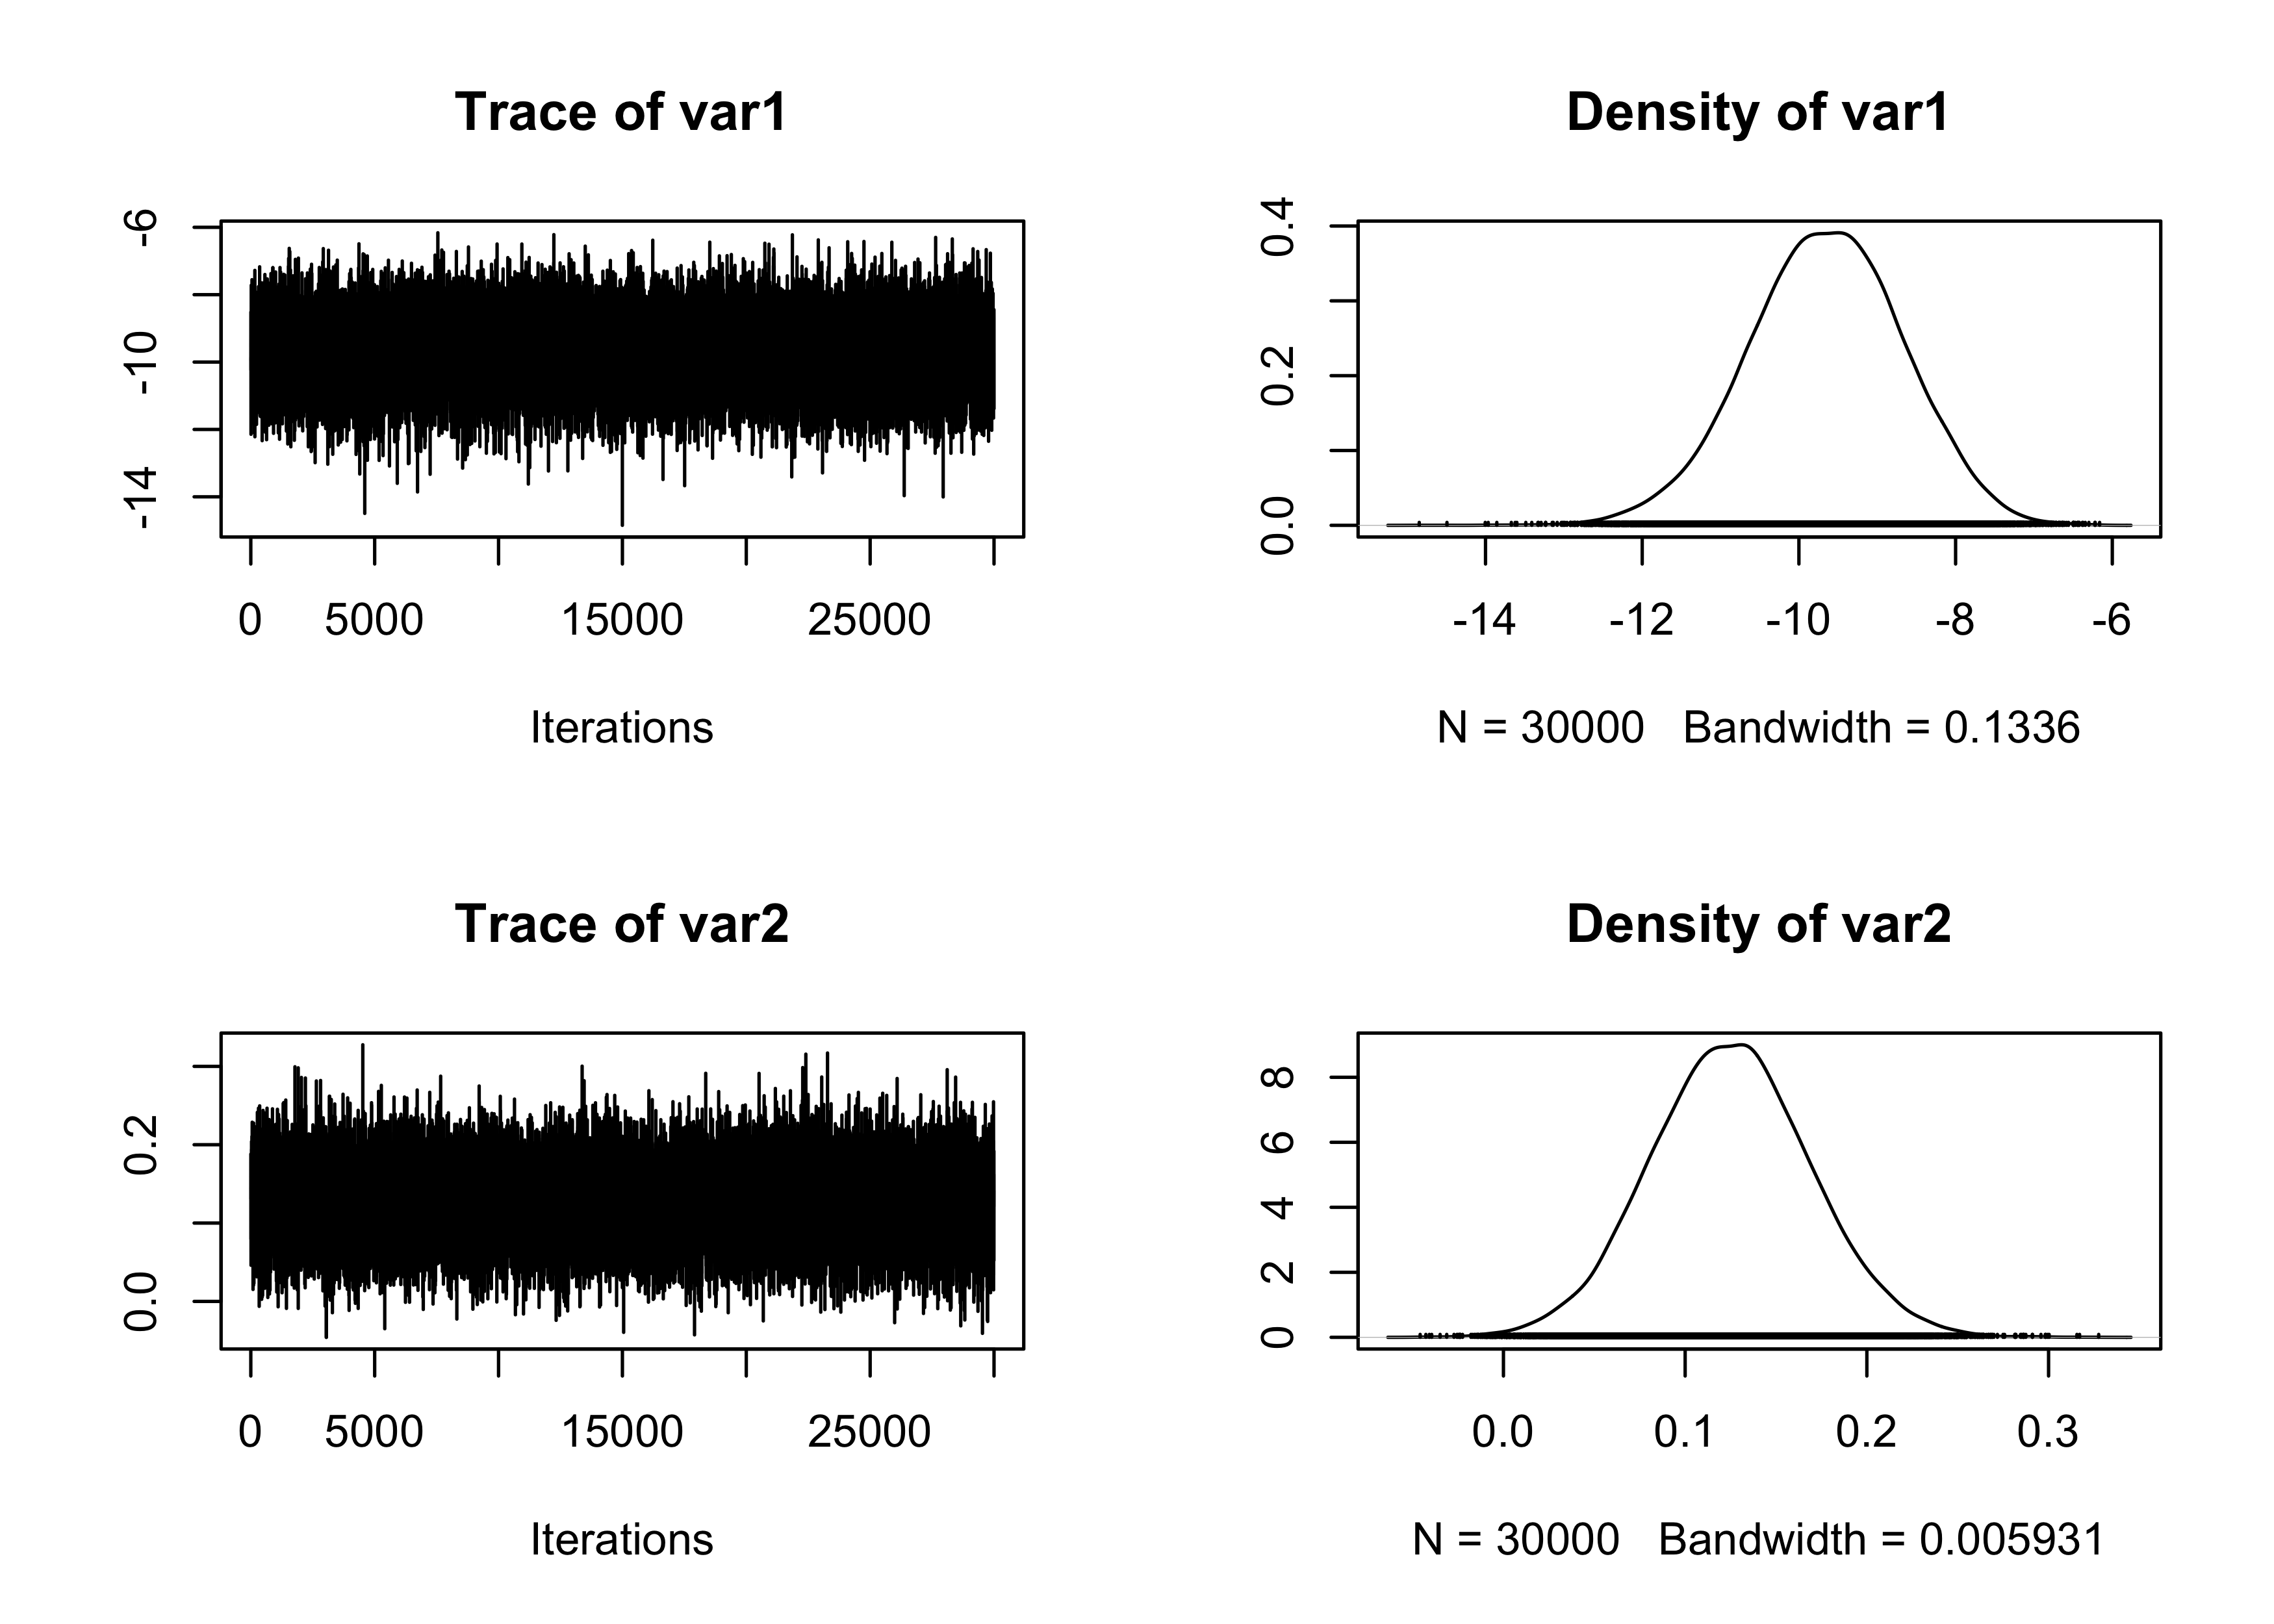 Trace of var1
-6
-10
-14
0 5000 15000 25000
Iterations
Density of var1
0.4
0.2
0.0
-14 -12 -10 -8 -6
N = 30000 Bandwidth = 0.1336
Trace of var2
0.2
0.0
0 5000 15000 25000
Iterations
Density of var2
8
6
4
2
0
0.0 0.1 0.2 0.3
N = 30000 Bandwidth = 0.005931